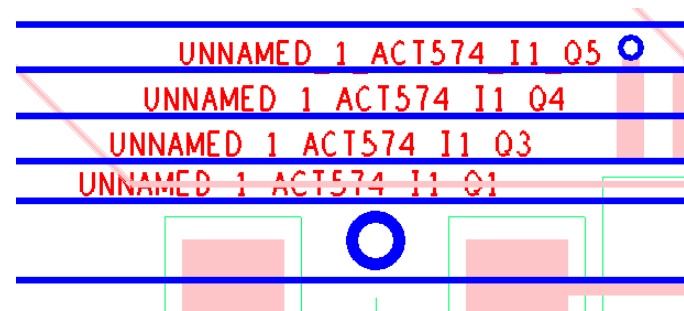 UNNAMED_1_ACT574_I1_Q5
UNNAMED 1 ACT574 I1 Q4
UNNAMED 1 ACT574 I1 Q3
UNNAMED 1 ACT574 I1 Q1